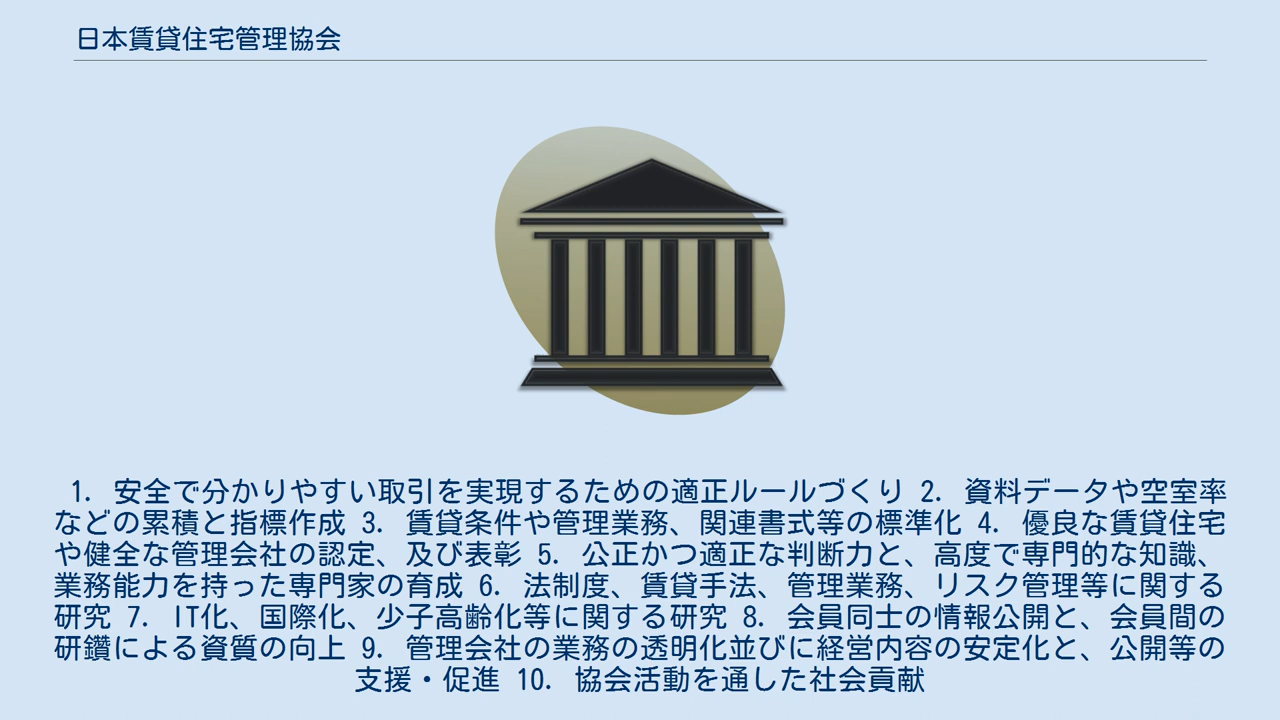 日本賃貸住宅管理協会
1. 安全で分かりやすい取引を実現するための適正ルールづくり 2. 資料データや空室率
などの累積と指標作成 3. 賃貸条件や管理業務、関連書式等の標準化 4. 優良な賃貸住宅
や健全な管理会社の認定、及び表彰 5. 公正かつ適正な判断力と、高度で専門的な知識、
業務能力を持った専門家の育成 6. 法制度、賃貸手法、管理業務、リスク管理等に関する
研究 7. IT化、国際化、少子高齢化等に関する研究 8. 会員同士の情報公開と、会員間の
研鑽による資質の向上 9. 管理会社の業務の透明化並びに経営内容の安定化と、公開等の
支援・促進 10. 協会活動を通した社会貢献